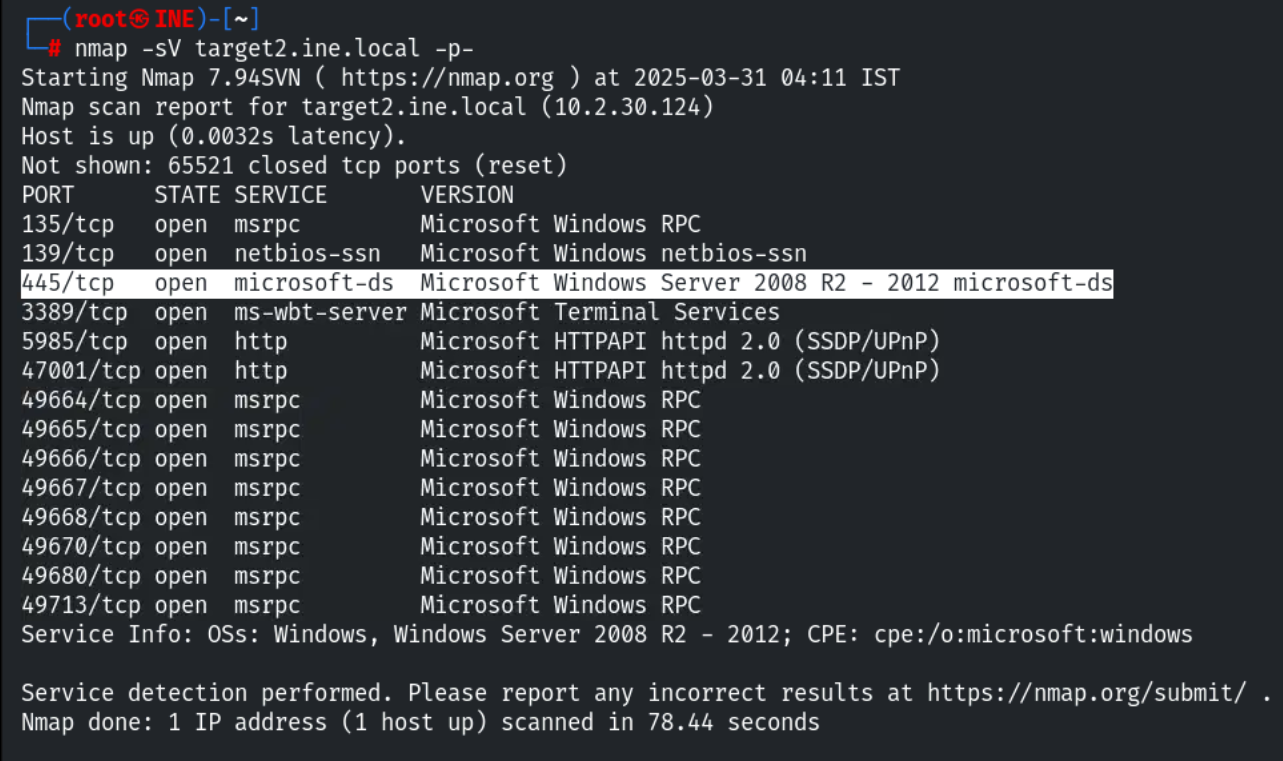 ┌──(root㉿INE)-[~]
└─# nmap -sV target2.ine.local -p-
Starting Nmap 7.94SVN ( https://nmap.org ) at 2025-03-31 04:11 IST
Nmap scan report for target2.ine.local (10.2.30.124)
Host is up (0.0032s latency).
Not shown: 65521 closed tcp ports (reset)
PORT      STATE SERVICE       VERSION
135/tcp   open  msrpc         Microsoft Windows RPC
139/tcp   open  netbios-ssn   Microsoft Windows netbios-ssn
445/tcp   open  microsoft-ds  Microsoft Windows Server 2008 R2 - 2012 microsoft-ds
3389/tcp  open  ms-wbt-server Microsoft Terminal Services
5985/tcp  open  http          Microsoft HTTPAPI httpd 2.0 (SSDP/UPnP)
47001/tcp open  http          Microsoft HTTPAPI httpd 2.0 (SSDP/UPnP)
49664/tcp open  msrpc         Microsoft Windows RPC
49665/tcp open  msrpc         Microsoft Windows RPC
49666/tcp open  msrpc         Microsoft Windows RPC
49667/tcp open  msrpc         Microsoft Windows RPC
49668/tcp open  msrpc         Microsoft Windows RPC
49670/tcp open  msrpc         Microsoft Windows RPC
49680/tcp open  msrpc         Microsoft Windows RPC
49713/tcp open  msrpc         Microsoft Windows RPC
Service Info: OSs: Windows, Windows Server 2008 R2 - 2012; CPE: cpe:/o:microsoft:windows

Service detection performed. Please report any incorrect results at https://nmap.org/submit/ .
Nmap done: 1 IP address (1 host up) scanned in 78.44 seconds